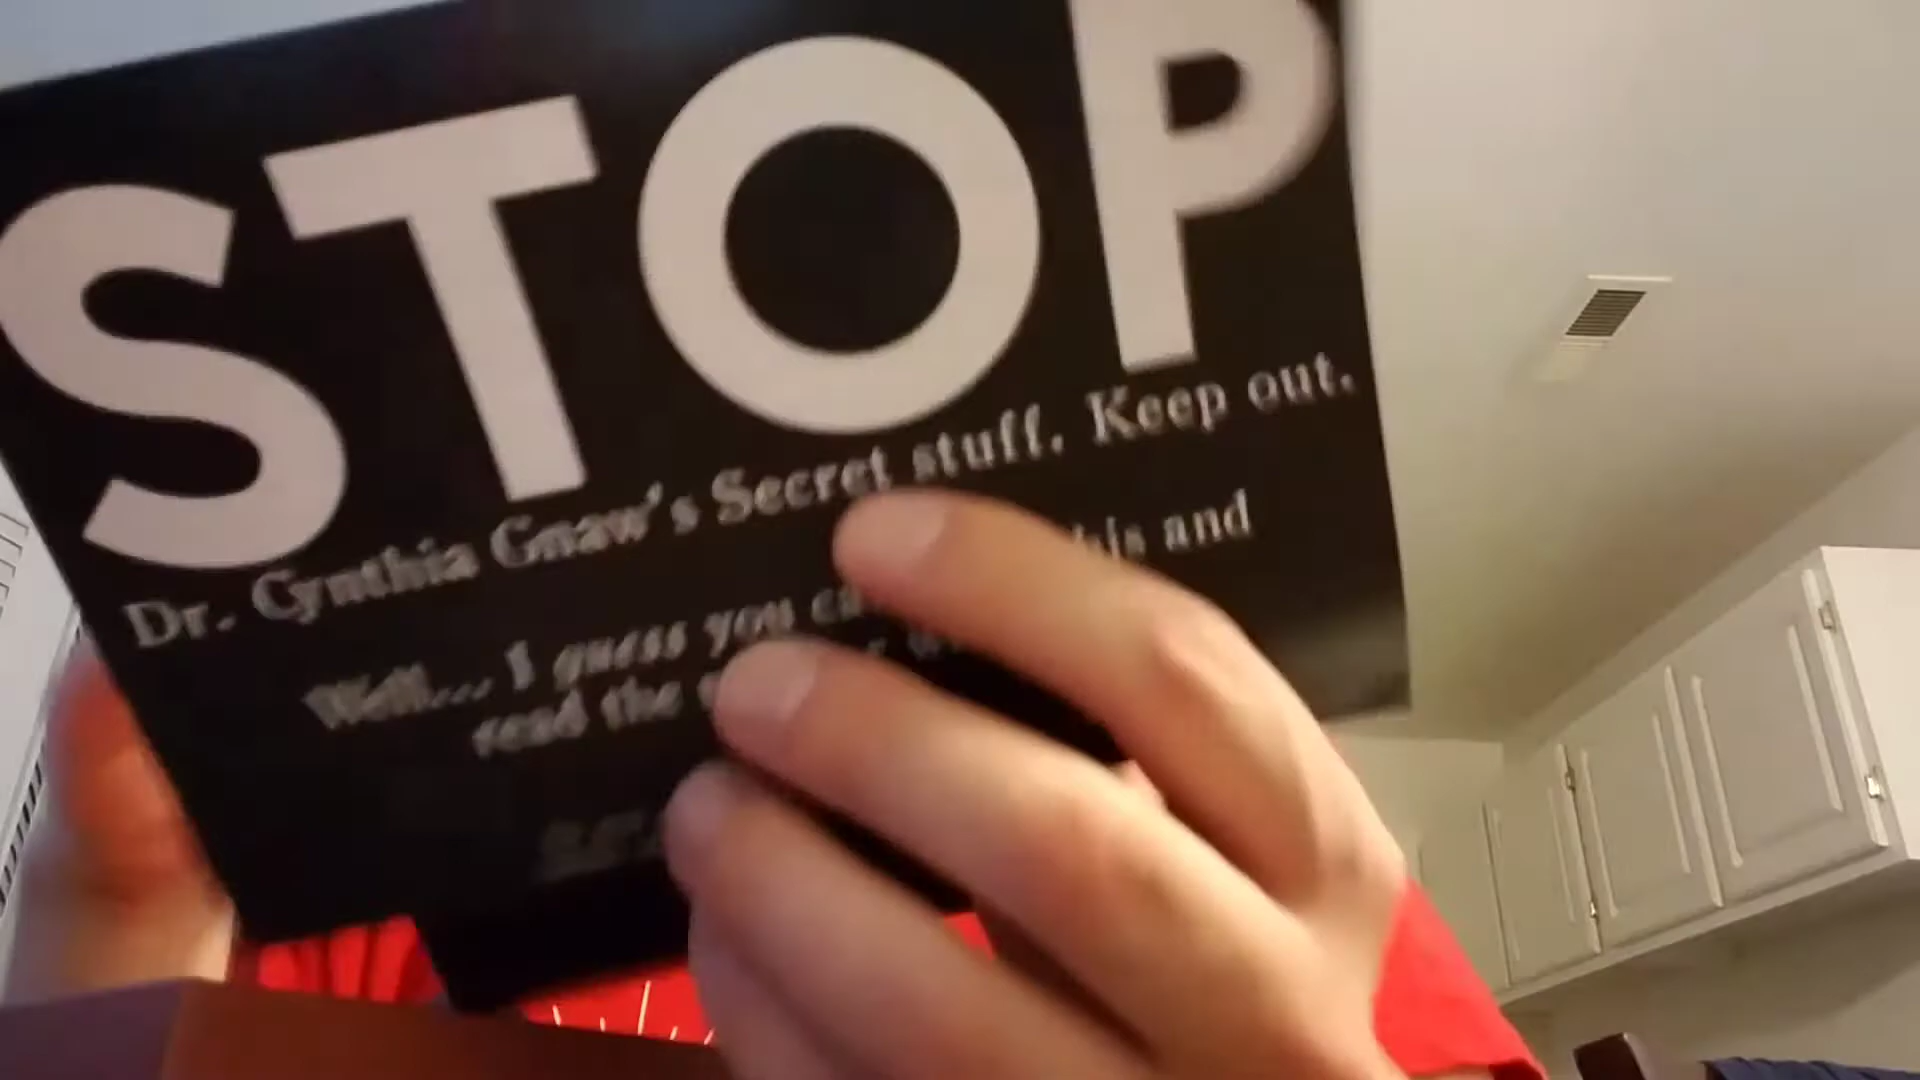 STOP
Dr. Cynthia Gnaw's Secret stuff. Keep out.
Well... I guess you and
read the